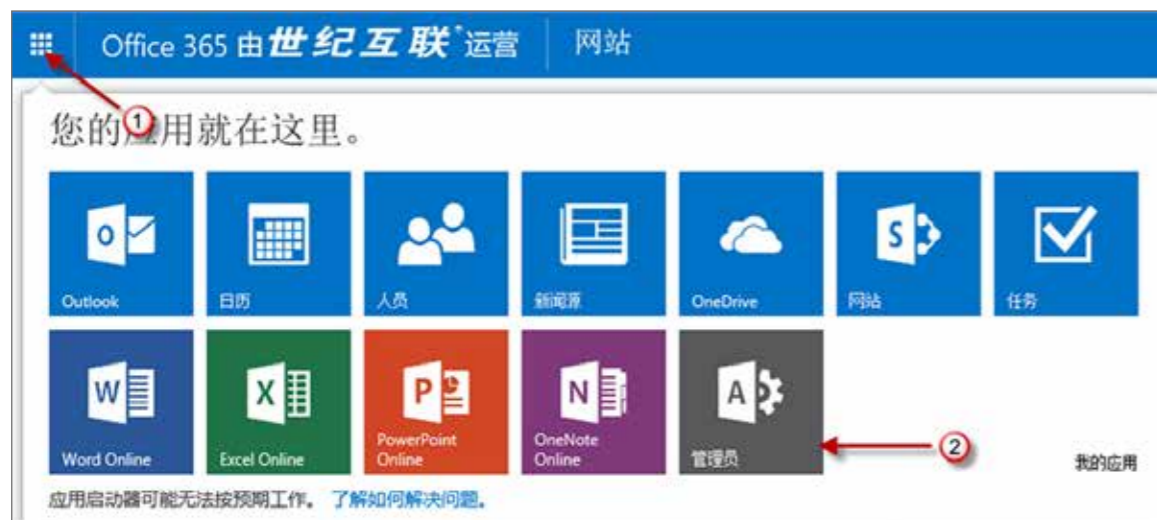 Office 365 由世纪互联运营 网站
1
您的应用就在这里。
Outlook 日历 人员 新闻源 OneDrive 网站 任务
Word Online Excel Online PowerPoint Online OneNote Online 管理员
2
我的应用
应用启动器可能无法按预期工作。 了解如何解决问题。